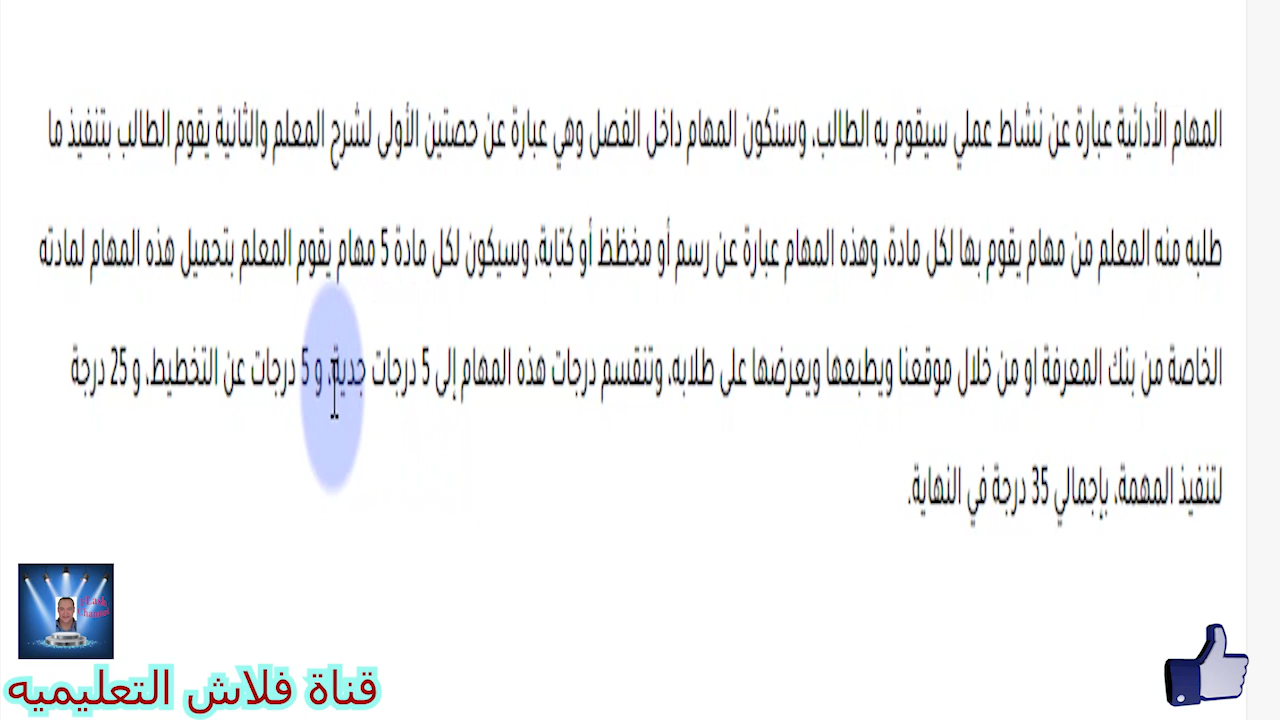 المهام الأدائية عبارة عن نشاط عملي سيقوم به الطالب، وستكون المهام داخل الفصل وهي عبارة عن حصتين الأولى لشرح المعلم والثانية يقوم الطالب بتنفيذ ما
طلبه منه المعلم من مهام يقوم بها لكل مادة، وهذه المهام عبارة عن رسم أو مخطط أو كتابة، وسيكون لكل مادة 5 مهام يقوم المعلم بتحميل هذه المهام لمادته
الخاصة من بنك المعرفة او من خلال موقعنا ويطبعها ويعرضها على طلابه، وتنقسم درجات هذه المهام إلى 5 درجات جدية، و 5 درجات عن التخطيط، و 25 درجة
لتنفيذ المهمة، بإجمالي 35 درجة في النهاية.
Flash
Channel
قناة فلاش التعليميه